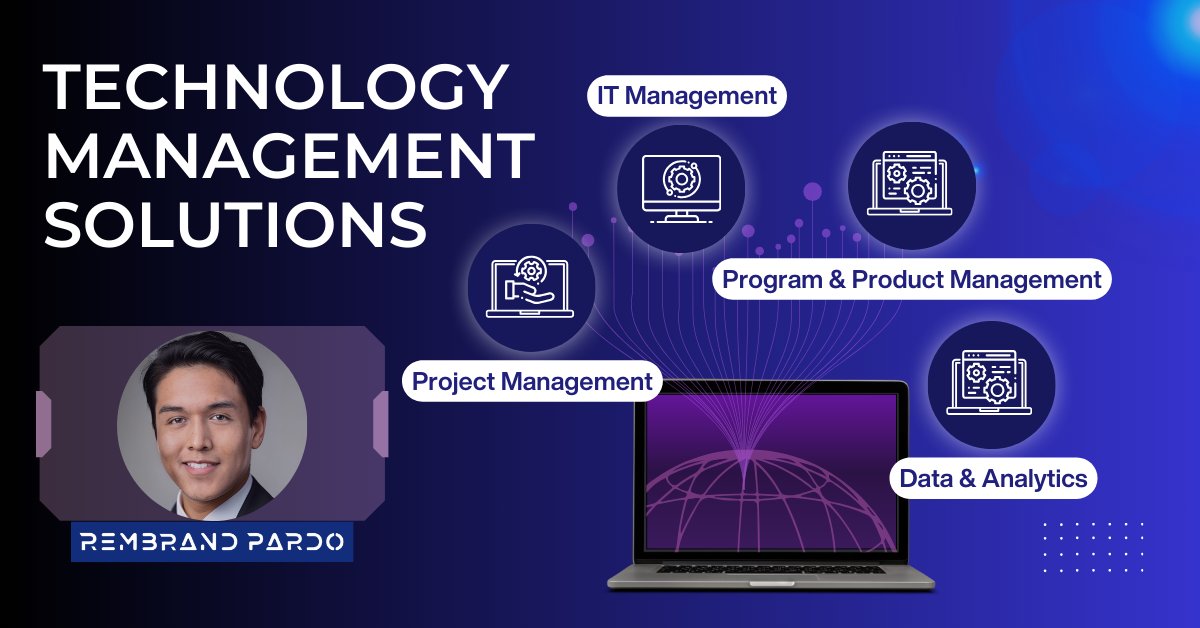 TECHNOLOGY
MANAGEMENT
SOLUTIONS
IT Management
Program & Product Management
Project Management
Data & Analytics
REMBRAND PARDO